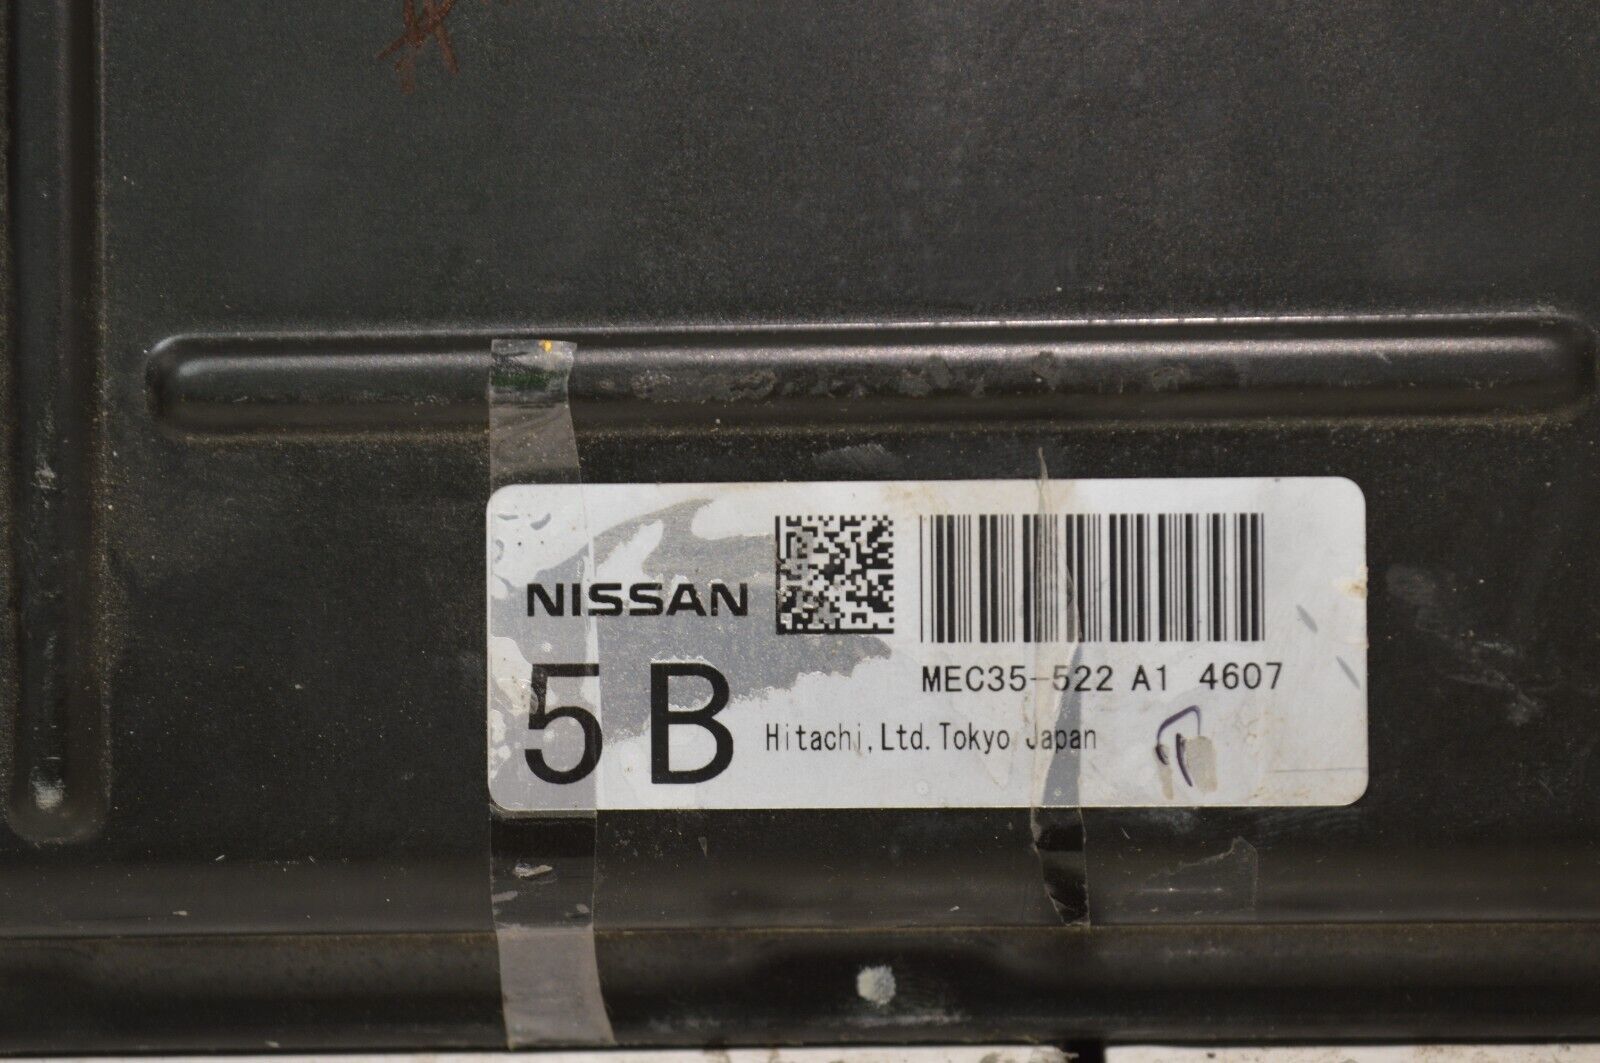 NISSAN
5B
MEC35-522 A1 4607
Hitachi, Ltd. Tokyo Japan